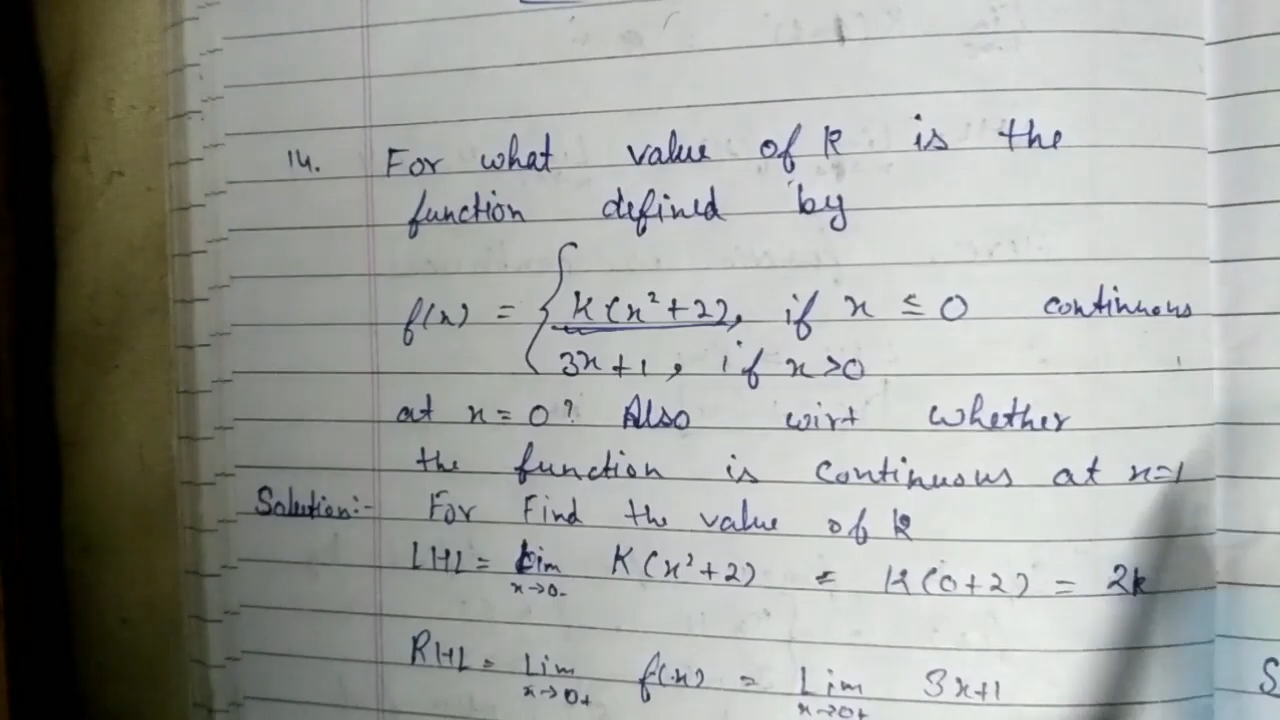 14. For what value of k is the
function defined by
f(x) = { k(x²+2), if x ≤ 0 continuous
3x+1, if x>0
at x=0? Also wirt whether
the function is continuous at x=1
Solution:- For Find the value of k
LHL = Lim x→0- K(x²+2) = k(0+2) = 2k
RHL = Lim x→0+ f(x) = Lim x→0+ 3x+1
S